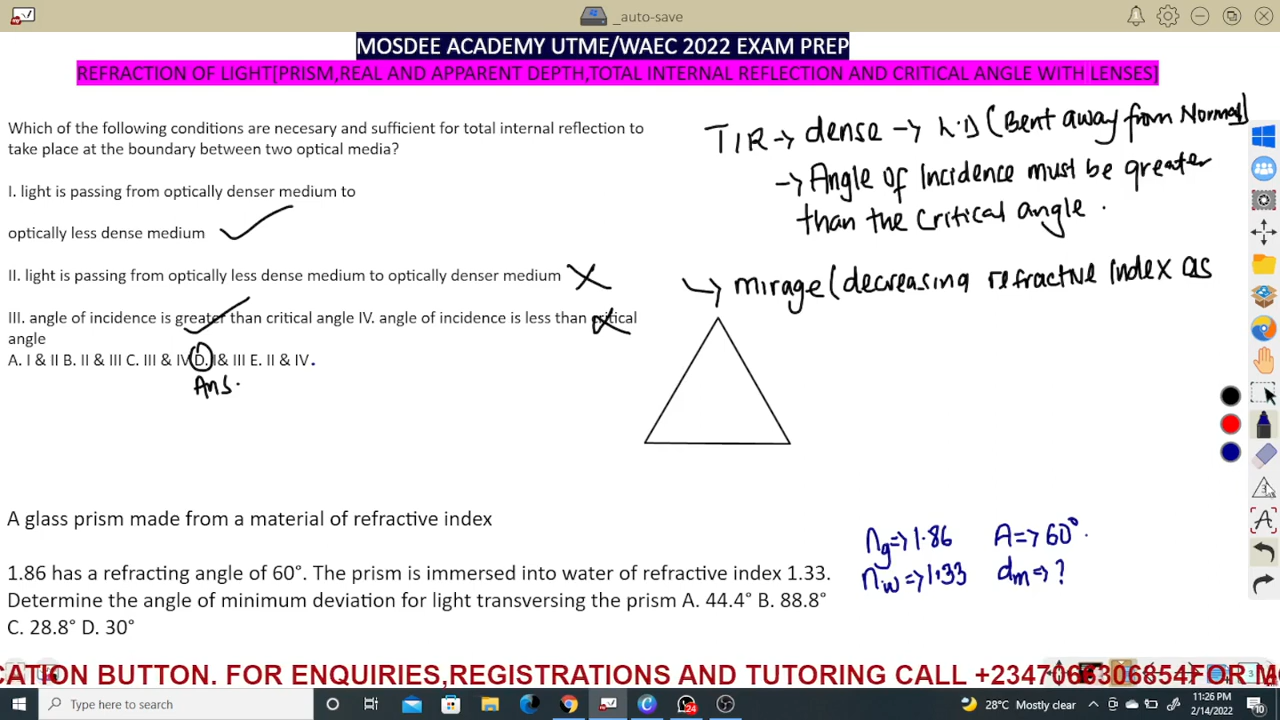 _auto-save
MOSDEE ACADEMY UTME/WAEC 2022 EXAM PREP
REFRACTION OF LIGHT[PRISM,REAL AND APPARENT DEPTH,TOTAL INTERNAL REFLECTION AND CRITICAL ANGLE WITH LENSES]
Which of the following conditions are necesary and sufficient for total internal reflection to
take place at the boundary between two optical media?
I. light is passing from optically denser medium to
optically less dense medium
II. light is passing from optically less dense medium to optically denser medium
III. angle of incidence is greater than critical angle IV. angle of incidence is less than critical
angle
A. I & II B. II & III C. III & IV D. I & III E. II & IV.
Ans.
TIR → dense → L.D (Bent away from Normal)
→ Angle of Incidence must be greater
than the critical angle.
↳ mirage (decreasing refractive index as
A glass prism made from a material of refractive index
1.86 has a refracting angle of 60°. The prism is immersed into water of refractive index 1.33.
Determine the angle of minimum deviation for light transversing the prism A. 44.4° B. 88.8°
C. 28.8° D. 30°
ng => 1.86 A => 60°.
nw => 1.33 dm => ?
CATION BUTTON. FOR ENQUIRIES,REGISTRATIONS AND TUTORING CALL +2347066306854FOR M
Type here to search
24
28°C Mostly clear
11:26 PM
2/14/2022
10